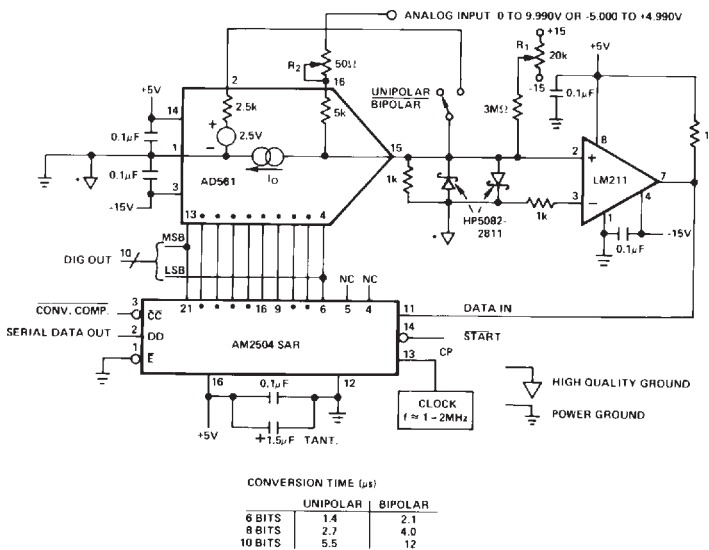 ANALOG INPUT 0 TO 9.990V OR -5.000 TO +4.990V
+15
R1
20k
-15
+5V
0.1µF
R2
50Ω
16
2
UNIPOLAR
BIPOLAR
+5V
14
2.5k
5k
3MΩ
8
1
0.1µF
+
2.5V
-
1
15
2
+
LM211
7
0.1µF
IO
AD561
1k
3
-
4
3
-15V
HP5082-
2811
1k
1
-15V
0.1µF
13
4
MSB
10
DIG OUT
LSB
NC
NC
21
16
9
6
5
4
CONV. COMP.
3
CC
11
DATA IN
SERIAL DATA OUT
2
DD
14
START
AM2504 SAR
1
E
13
CP
16
12
0.1µF
+5V
+1.5µF TANT.
CLOCK
f ≈ 1-2MHz
HIGH QUALITY GROUND
POWER GROUND
CONVERSION TIME (µs)
UNIPOLAR BIPOLAR
6 BITS 1.4 2.1
8 BITS 2.7 4.0
10 BITS 5.5 12